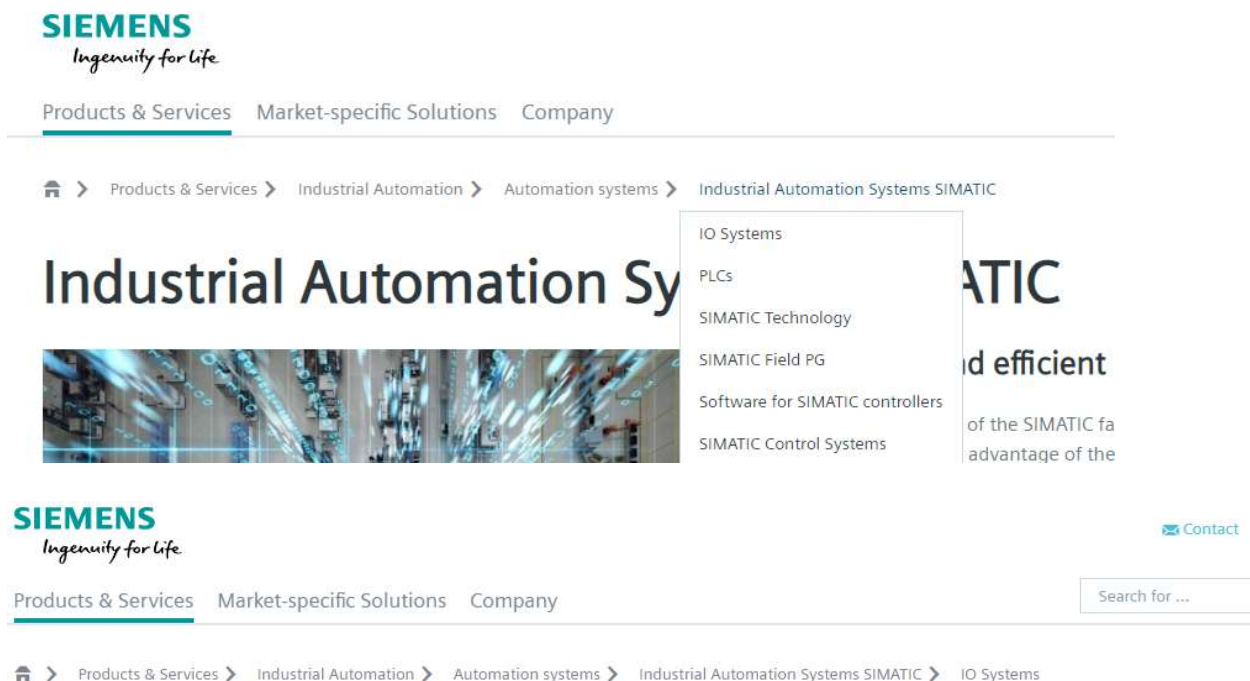 SIEMENS
Ingenuity for life
Products & Services Market-specific Solutions Company
Products & Services Industrial Automation Automation systems Industrial Automation Systems SIMATIC
IO Systems
Industrial Automation Sy ATIC
PLCs
SIMATIC Technology
SIMATIC Field PG
d efficient
Software for SIMATIC controllers
of the SIMATIC fa
SIMATIC Control Systems
advantage of the
SIEMENS
Ingenuity for life
Contact
Products & Services Market-specific Solutions Company
Search for ...
Products & Services Industrial Automation Automation systems Industrial Automation Systems SIMATIC IO Systems